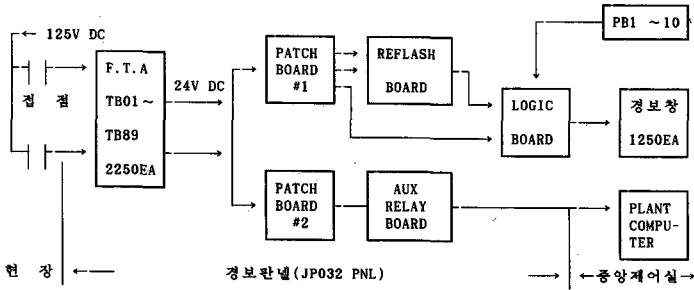 PB1 ~10
← 125V DC
접 점
F.T.A
TB01~
TB89
2250EA
24V DC
PATCH
BOARD
#1
REFLASH
BOARD
LOGIC
BOARD
경보창
1250EA
PATCH
BOARD
#2
AUX
RELAY
BOARD
PLANT
COMPU-
TER
현 장
경보판넬(JP032 PNL)
중앙제어실